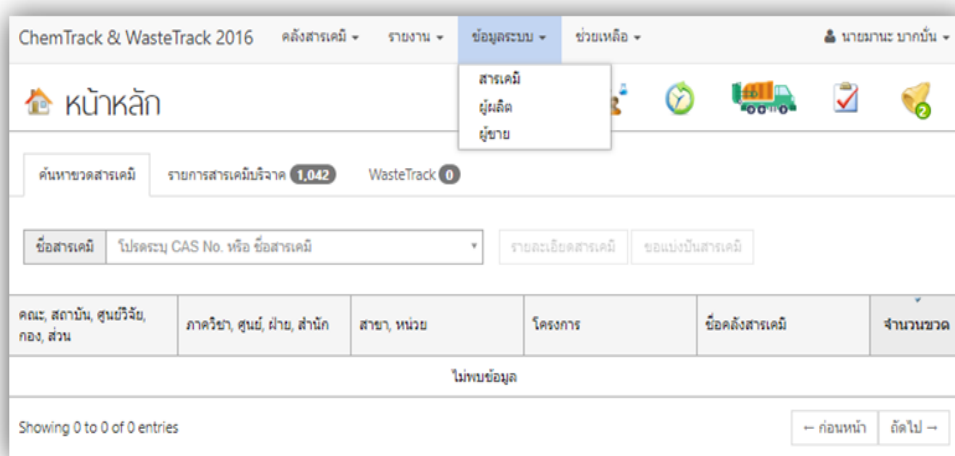 ChemTrack & WasteTrack 2016 คลังสารเคมี รายงาน ข้อมูลระบบ ช่วยเหลือ นายมานะ บากบั่น
สารเคมี
ผู้ผลิต
ผู้ขาย
หน้าหลัก
2
ค้นหาขวดสารเคมี รายการสารเคมีบริจาค 1,042 WasteTrack 0
ชื่อสารเคมี โปรดระบุ CAS No. หรือ ชื่อสารเคมี รายละเอียดสารเคมี ขอแบ่งปันสารเคมี
คณะ, สถาบัน, ศูนย์วิจัย,
กอง, ส่วน
ภาควิชา, ศูนย์, ฝ่าย, สำนัก สาขา, หน่วย โครงการ ชื่อคลังสารเคมี จำนวนขวด
ไม่พบข้อมูล
Showing 0 to 0 of 0 entries ← ก่อนหน้า ถัดไป →